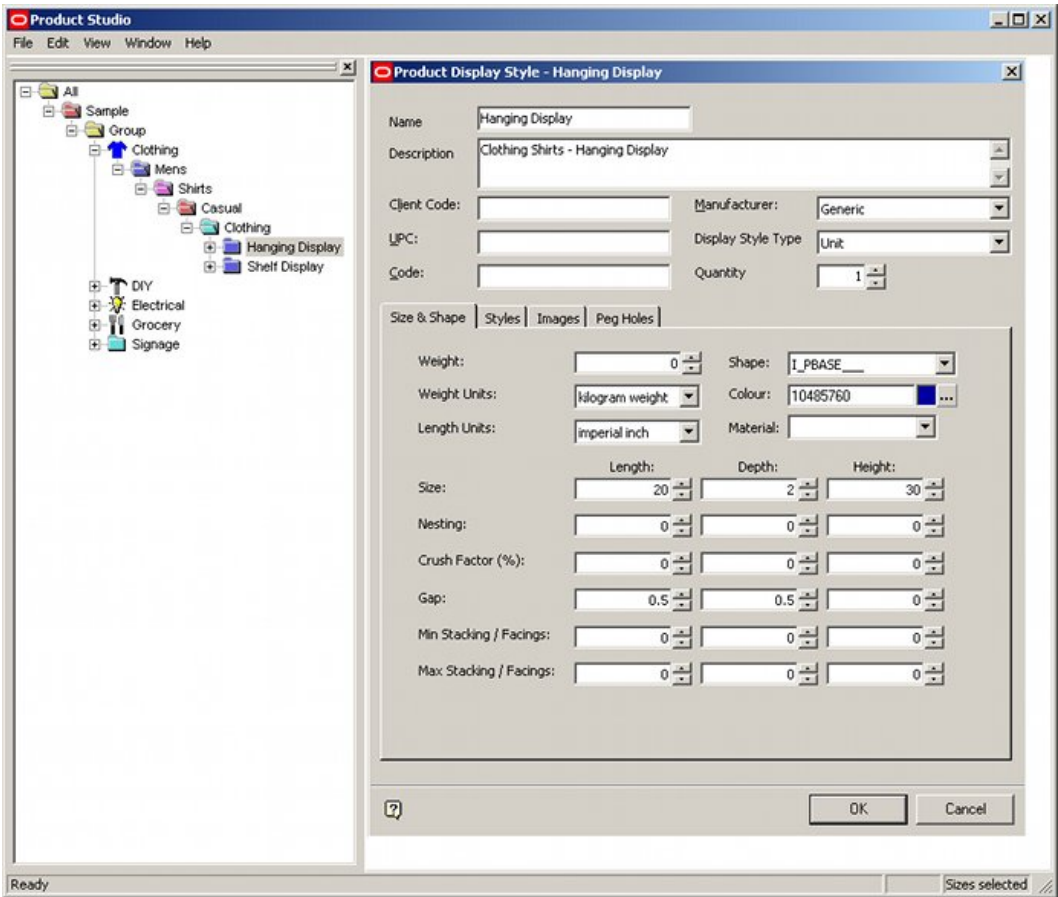 Product Studio
File Edit View Window Help
All
Sample
Group
Clothing
Mens
Shirts
Casual
Clothing
Hanging Display
Shelf Display
DIY
Electrical
Grocery
Signage
Product Display Style - Hanging Display
Name Hanging Display
Description Clothing Shirts - Hanging Display
Client Code: Manufacturer: Generic
UPC: Display Style Type Unit
Code: Quantity 1
Size & Shape Styles Images Peg Holes
Weight: 0 Shape: I_PBASE___
Weight Units: kilogram weight Colour: 10485760 ...
Length Units: imperial inch Material:
Length: Depth: Height:
Size: 20 2 30
Nesting: 0 0 0
Crush Factor (%): 0 0 0
Gap: 0.5 0.5 0
Min Stacking / Facings: 0 0 0
Max Stacking / Facings: 0 0 0
OK Cancel
Ready Sizes selected